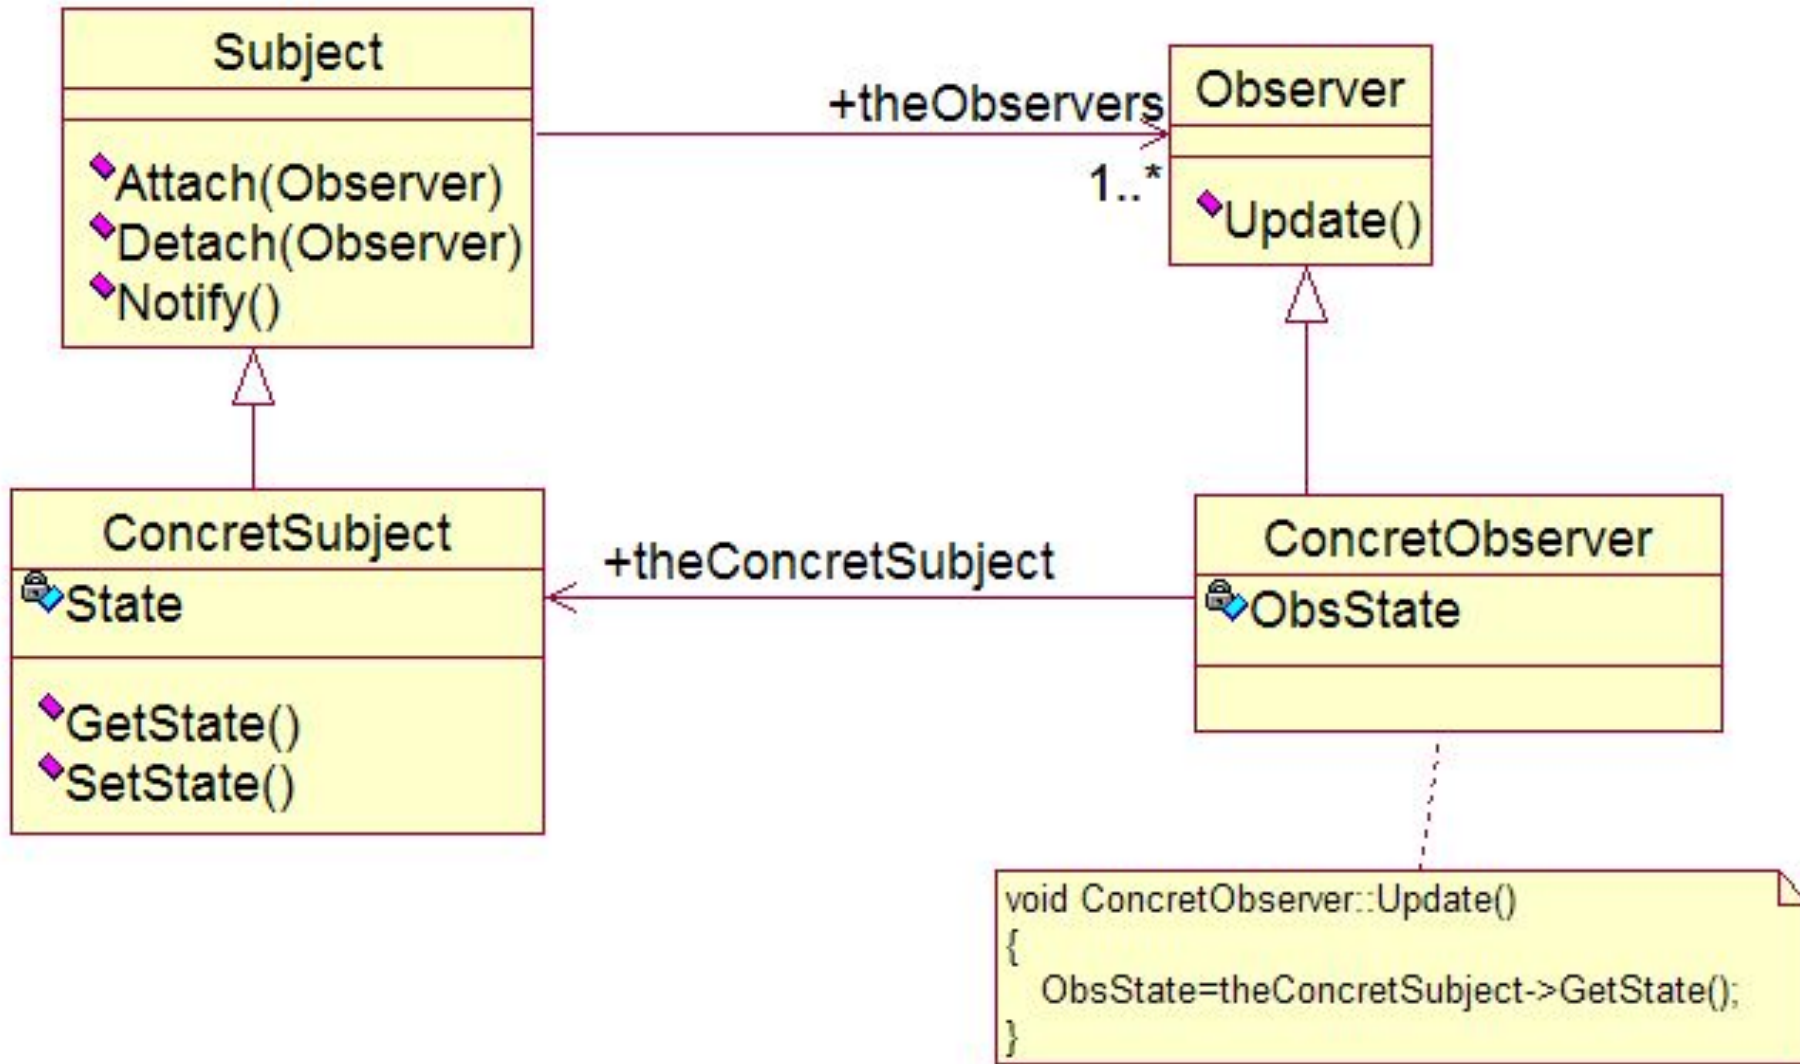 Subject
Attach(Observer)
Detach(Observer)
Notify()
+theObservers
1..*
Observer
Update()
ConcretSubject
State
GetState()
SetState()
+theConcretSubject
ConcretObserver
ObsState
void ConcretObserver::Update()
{
ObsState=theConcretSubject->GetState();
}